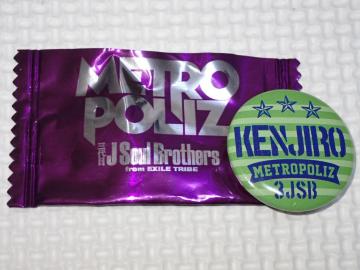 METRO
POLIZ
三代目 J Soul Brothers
from EXILE TRIBE
KENJIRO
METROPOLIZ
3JSB